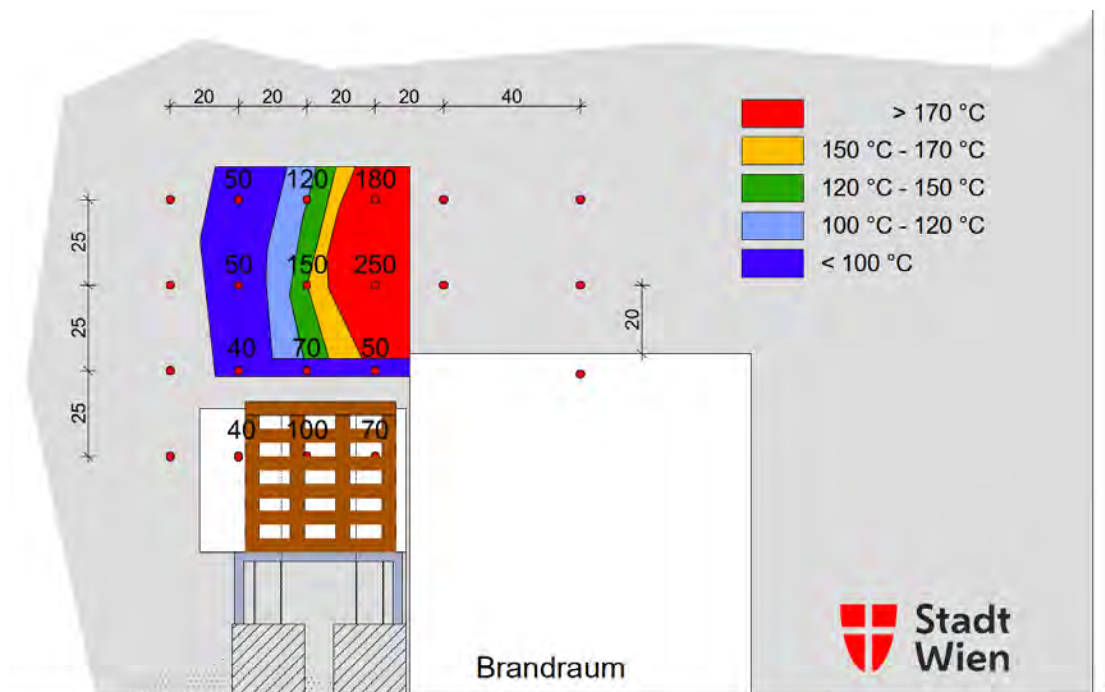 20 20 20 20 40
> 170 °C
150 °C - 170 °C
120 °C - 150 °C
100 °C - 120 °C
< 100 °C
50 120 180
25
50 150 250
25
20
40 70 50
25
40 100 70
Brandraum
Stadt
Wien